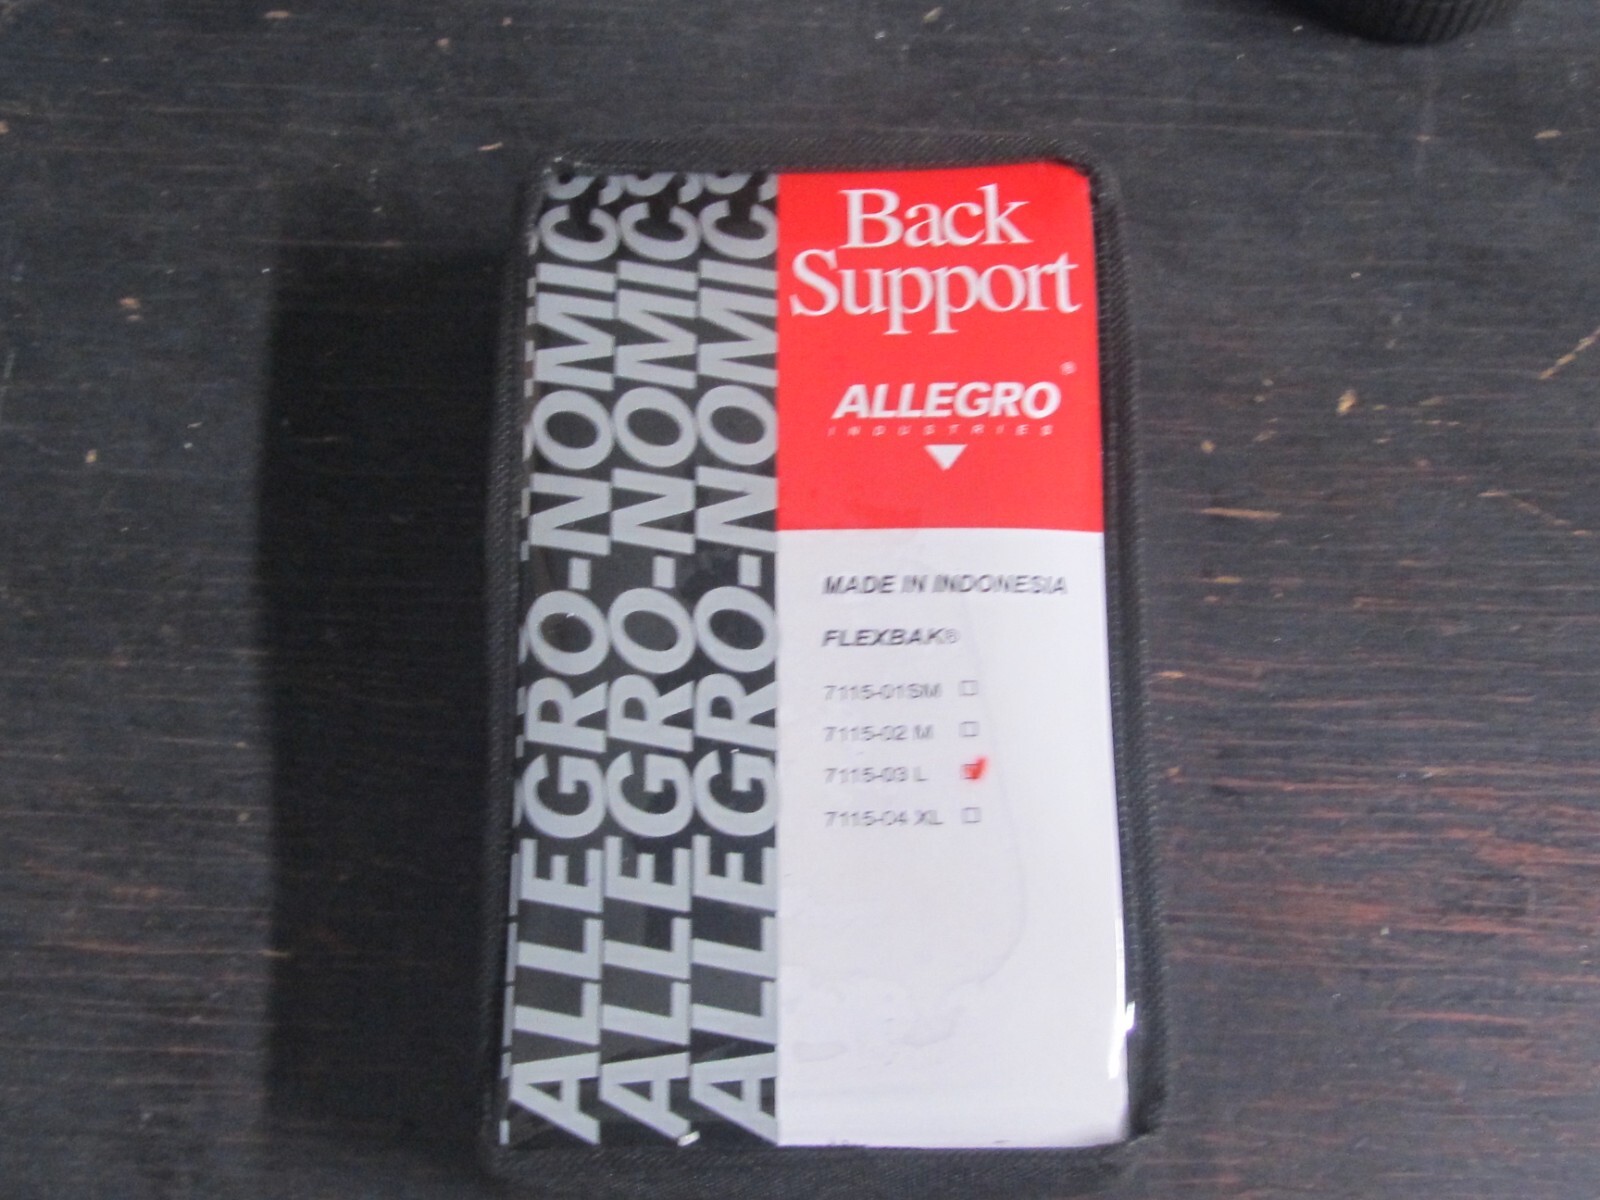 Back
Support
ALLEGRO®
INDUSTRIES
MADE IN INDONESIA
FLEXBAK®
7115-01SM
7115-02 M
7115-03 L
7115-04 XL
ALLEGRO-NOMICS
ALLEGRO-NOMICS
ALLEGRO-NOMICS